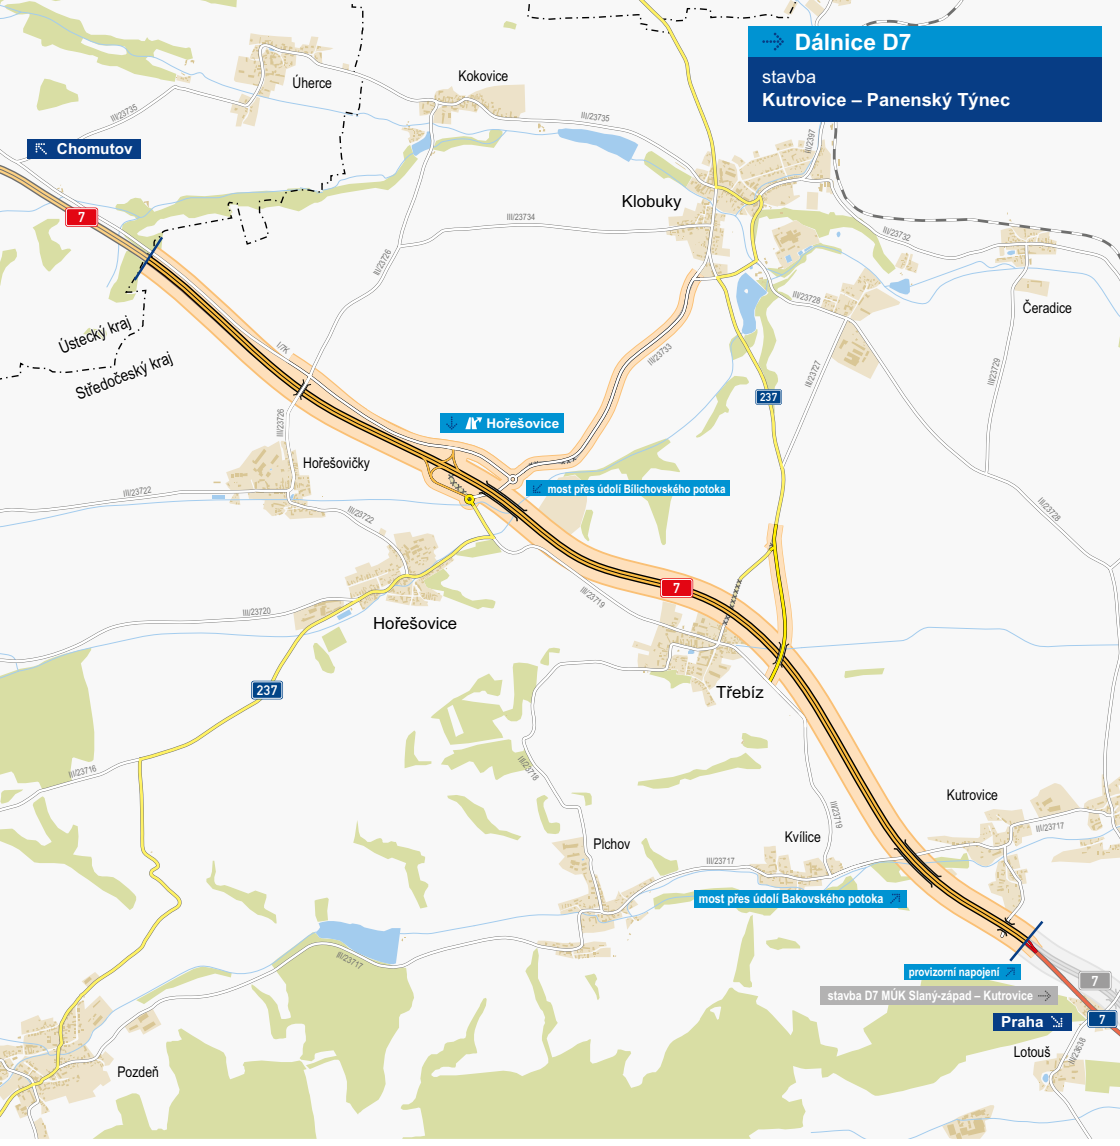 Dálnice D7
stavba
Kutrovice – Panenský Týnec
Úherce
Kokovice
III/23735
III/23735
III/2397
Chomutov
7
Klobuky
III/23734
III/23726
III/23732
III/23728
Čeradice
Ústecký kraj
Středočeský kraj
I/7K
III/23733
III/23727
III/23729
237
III/23726
Hořešovice
Hořešovičky
most přes údolí Bílichovského potoka
III/23722
III/23722
III/23728
7
III/23719
III/23720
Hořešovice
237
Třebíz
III/23716
III/23718
Kutrovice
III/23719
III/23717
Kvílice
Plchov
III/23717
most přes údolí Bakovského potoka
III/23717
provizorní napojení
7
stavba D7 MÚK Slaný-západ – Kutrovice
Praha
7
Lotouš
III/23638
Pozdeň